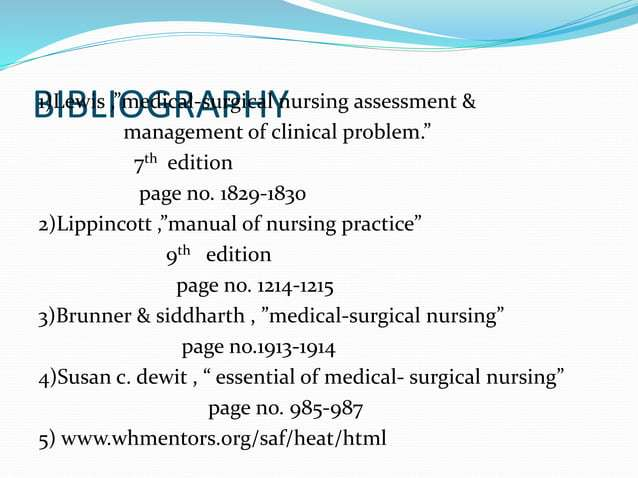 BIBLIOGRAPHY
1)Lewis ,”medical-surgical nursing assessment &
management of clinical problem.”
7th edition
page no. 1829-1830
2)Lippincott ,”manual of nursing practice”
9th edition
page no. 1214-1215
3)Brunner & siddharth , ”medical-surgical nursing”
page no.1913-1914
4)Susan c. dewit , “ essential of medical- surgical nursing”
page no. 985-987
5) www.whmentors.org/saf/heat/html